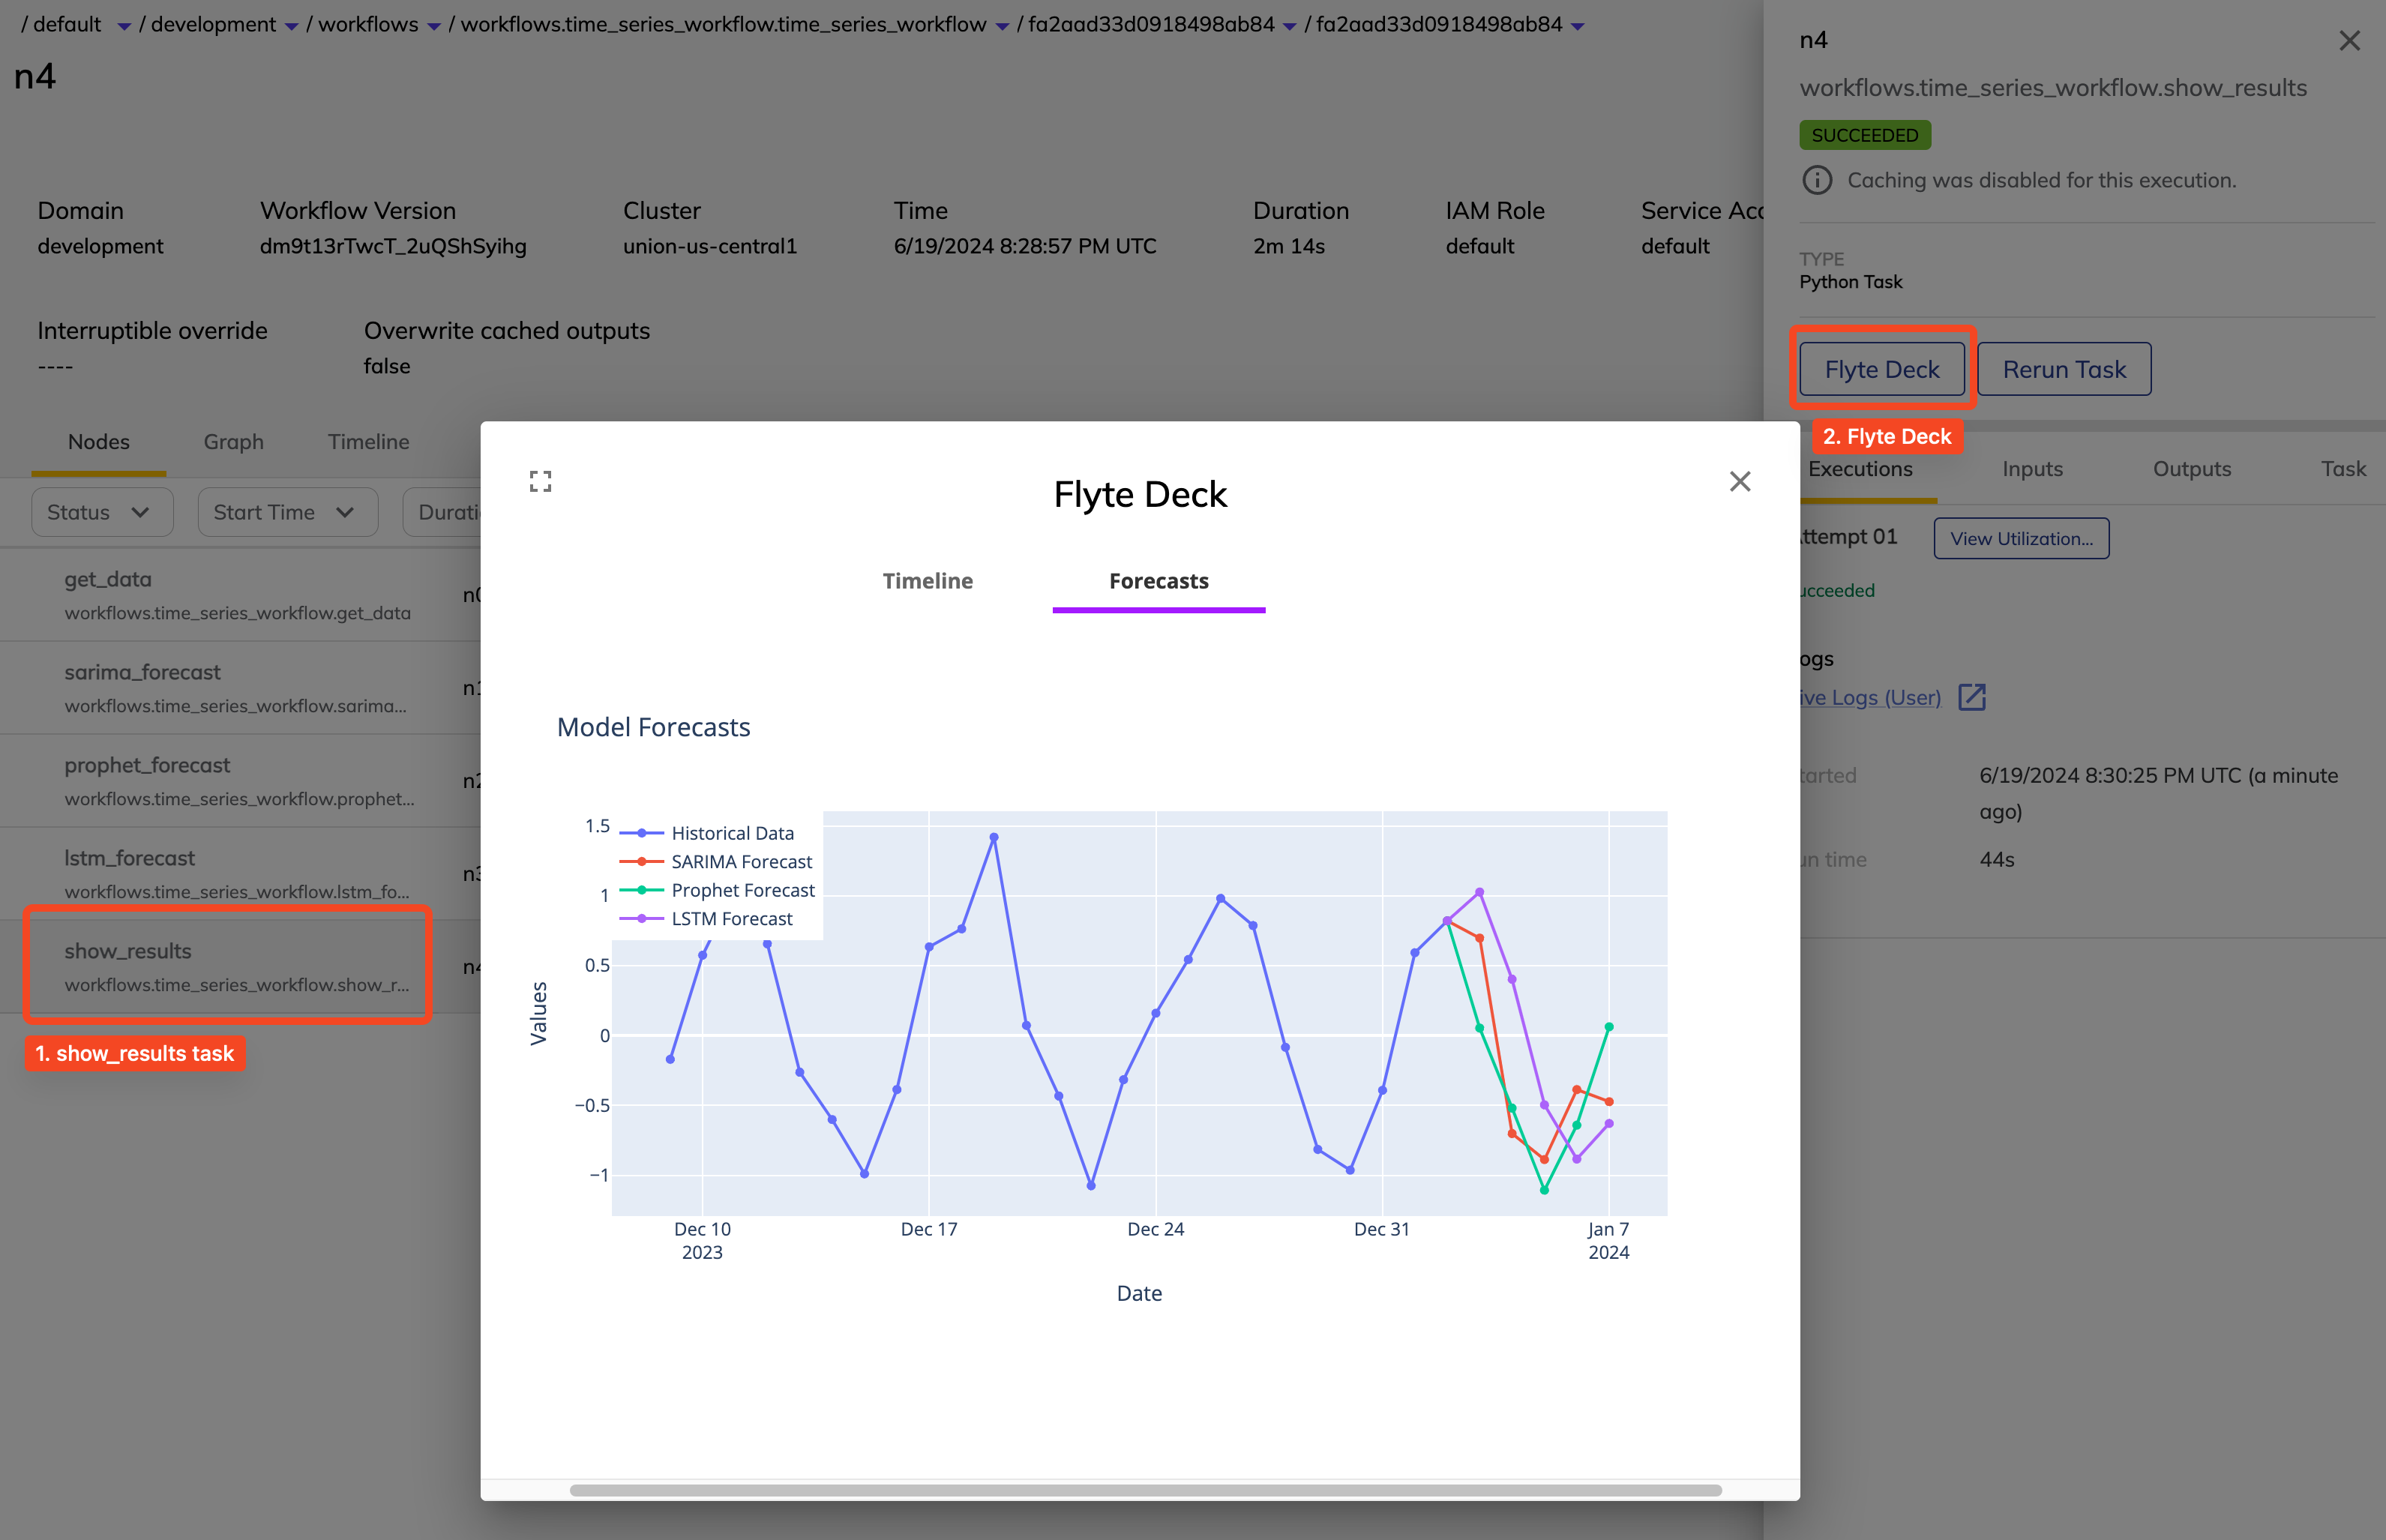 / default / development / workflows / workflows.time_series_workflow.time_series_workflow / fa2aad33d0918498ab84 / fa2aad33d0918498ab84
n4
Domain
development
Workflow Version
dm9t13rTwcT_2uQShSyihg
Cluster
union-us-central1
Time
6/19/2024 8:28:57 PM UTC
Duration
2m 14s
IAM Role
default
Service Acc
default
Interruptible override
----
Overwrite cached outputs
false
Nodes
Graph
Timeline
Status
Start Time
Durati
get_data
workflows.time_series_workflow.get_data
n0
sarima_forecast
workflows.time_series_workflow.sarima...
n1
prophet_forecast
workflows.time_series_workflow.prophet...
n2
lstm_forecast
workflows.time_series_workflow.lstm_fo...
n3
show_results
workflows.time_series_workflow.show_r...
n4
1. show_results task
Flyte Deck
Timeline
Forecasts
Model Forecasts
Historical Data
SARIMA Forecast
Prophet Forecast
LSTM Forecast
Values
1.5
1
0.5
0
−0.5
−1
Dec 10
2023
Dec 17
Dec 24
Dec 31
Jan 7
2024
Date
n4
workflows.time_series_workflow.show_results
SUCCEEDED
Caching was disabled for this execution.
TYPE
Python Task
Flyte Deck
Rerun Task
2. Flyte Deck
Executions
Inputs
Outputs
Task
ttempt 01
View Utilization...
ucceeded
ogs
ive Logs (User)
tarted
6/19/2024 8:30:25 PM UTC (a minute
ago)
un time
44s